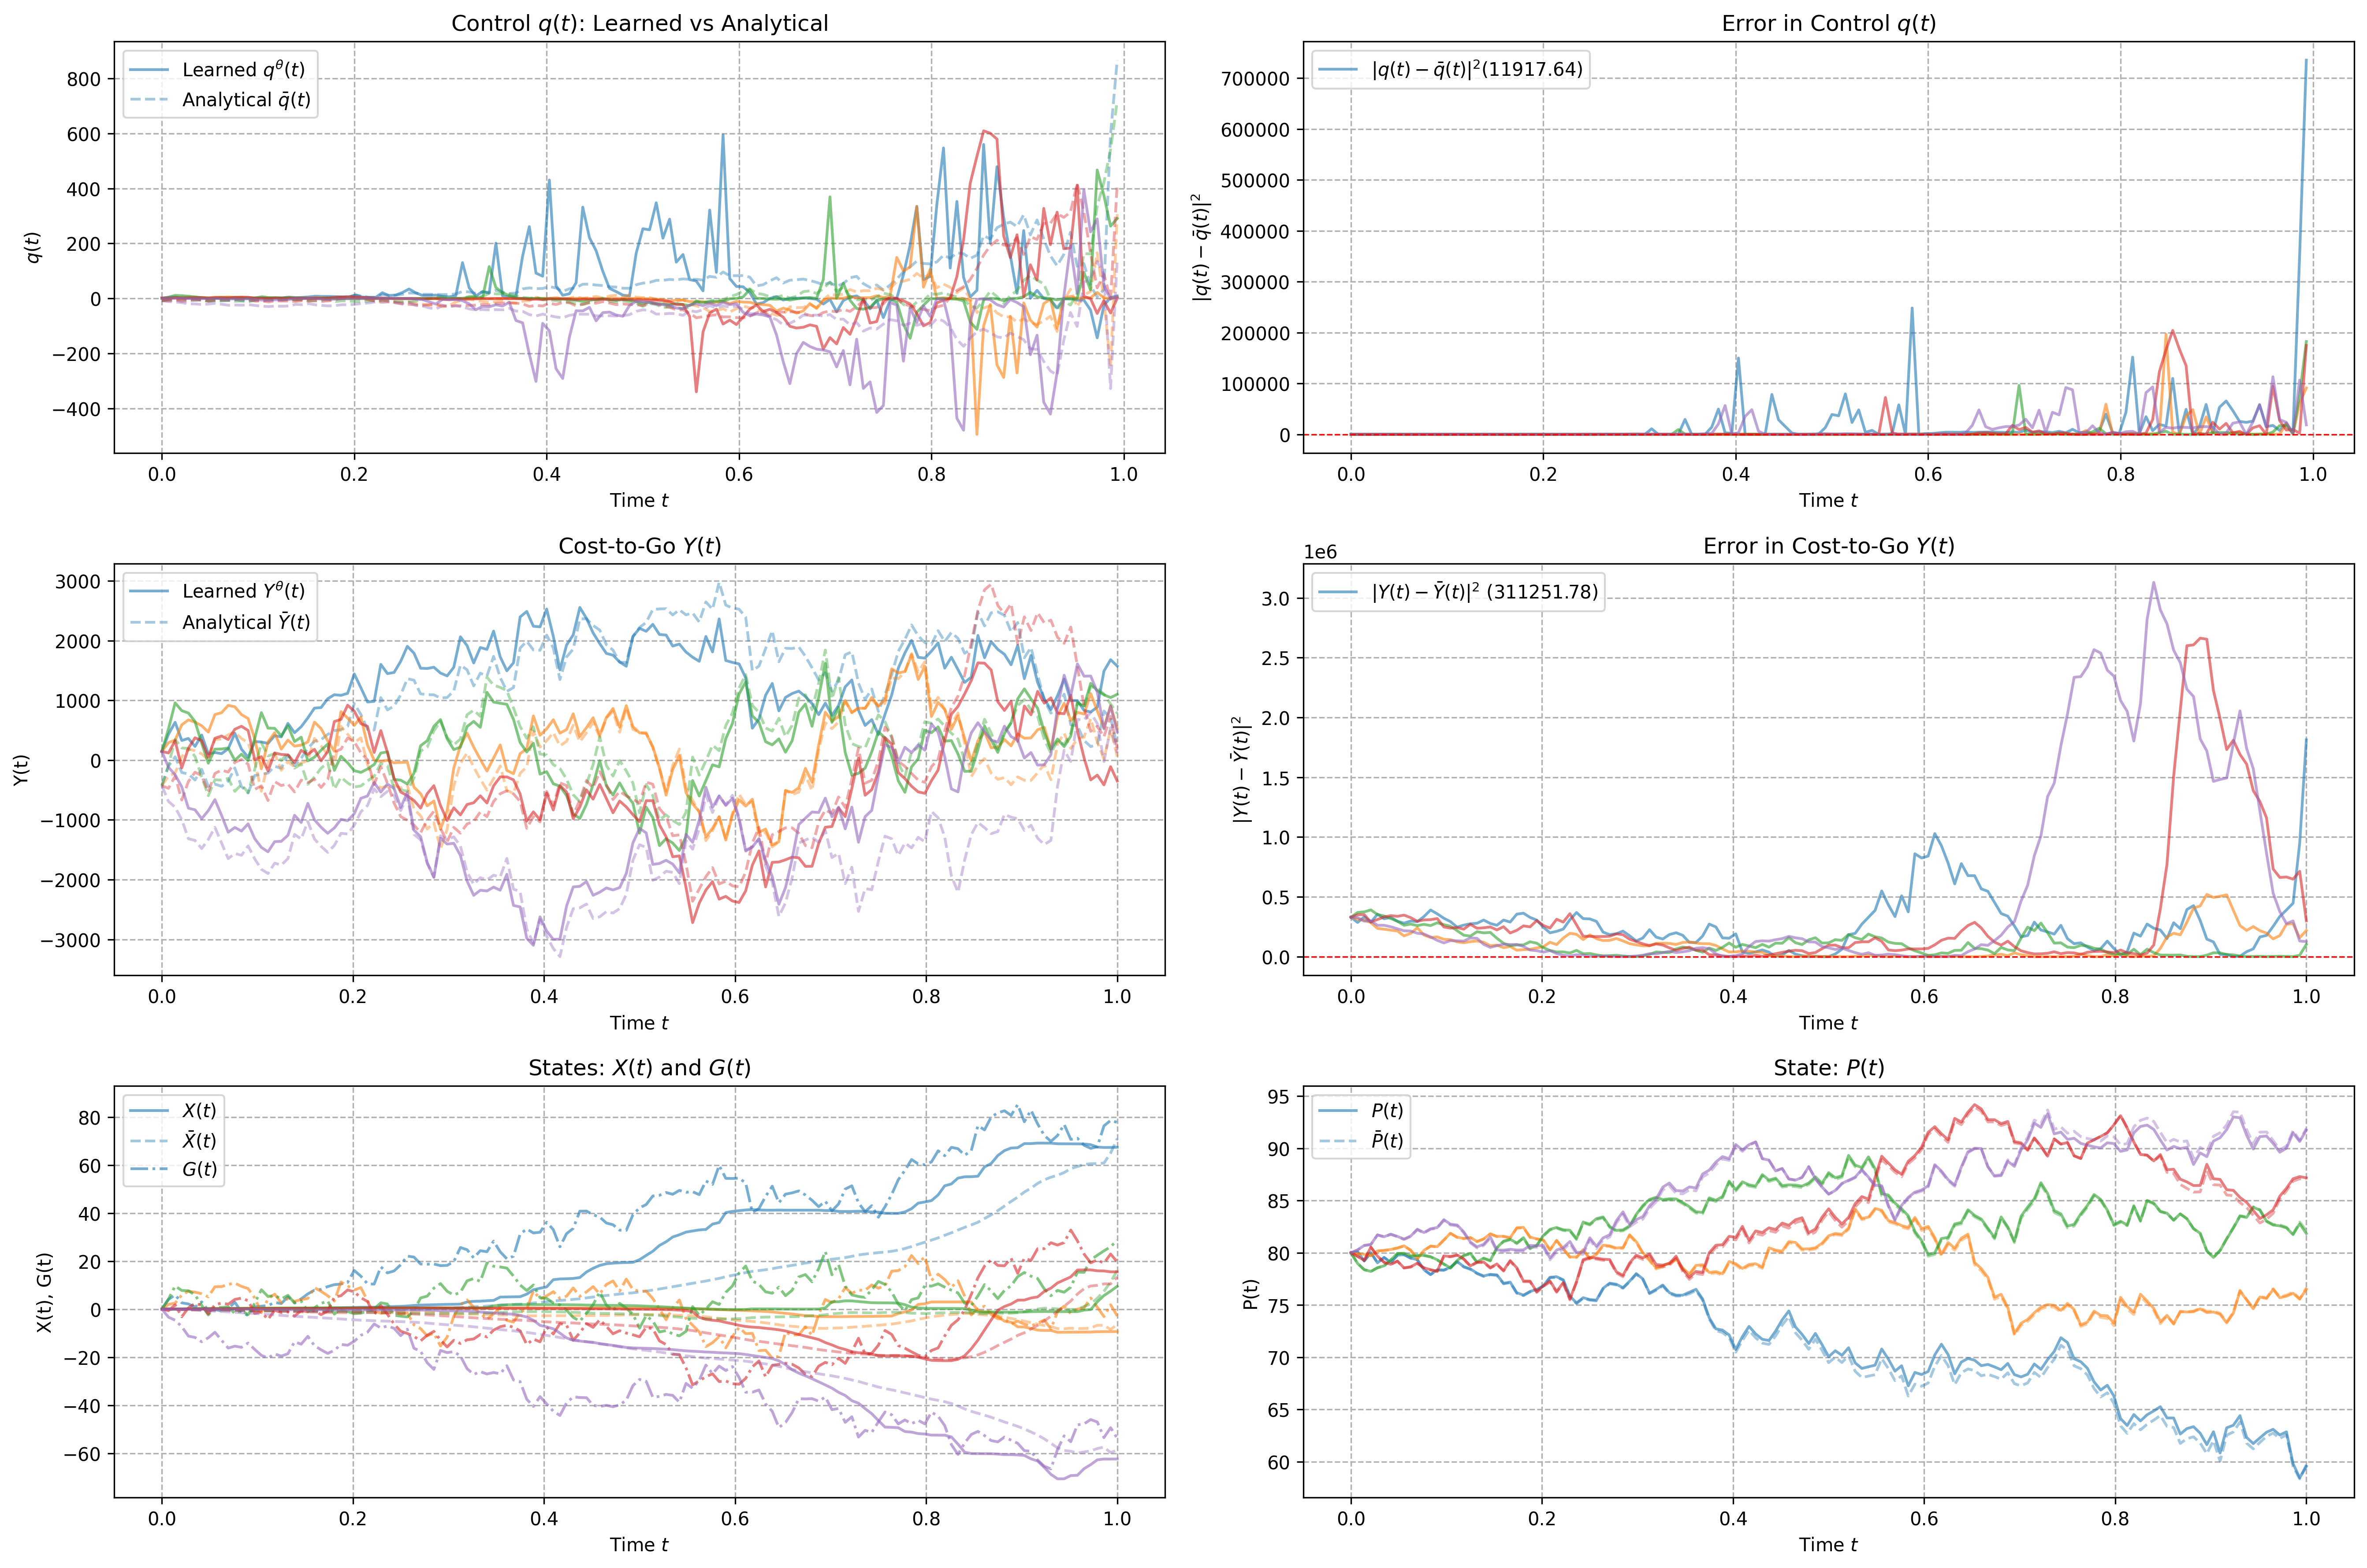 Control q(t): Learned vs Analytical
Learned q^θ(t)
Analytical q̄(t)
q(t)
800
600
400
200
0
−200
−400
0.0 0.2 0.4 0.6 0.8 1.0
Time t
Error in Control q(t)
|q(t) − q̄(t)|²(11917.64)
|q(t) − q̄(t)|²
700000
600000
500000
400000
300000
200000
100000
0
0.0 0.2 0.4 0.6 0.8 1.0
Time t
Cost-to-Go Y(t)
Learned Y^θ(t)
Analytical Ȳ(t)
Y(t)
3000
2000
1000
0
−1000
−2000
−3000
0.0 0.2 0.4 0.6 0.8 1.0
Time t
Error in Cost-to-Go Y(t)
1e6
|Y(t) − Ȳ(t)|² (311251.78)
|Y(t) − Ȳ(t)|²
3.0
2.5
2.0
1.5
1.0
0.5
0.0
0.0 0.2 0.4 0.6 0.8 1.0
Time t
States: X(t) and G(t)
X(t)
X̄(t)
G(t)
X(t), G(t)
80
60
40
20
0
−20
−40
−60
0.0 0.2 0.4 0.6 0.8 1.0
Time t
State: P(t)
P(t)
P̄(t)
P(t)
95
90
85
80
75
70
65
60
0.0 0.2 0.4 0.6 0.8 1.0
Time t